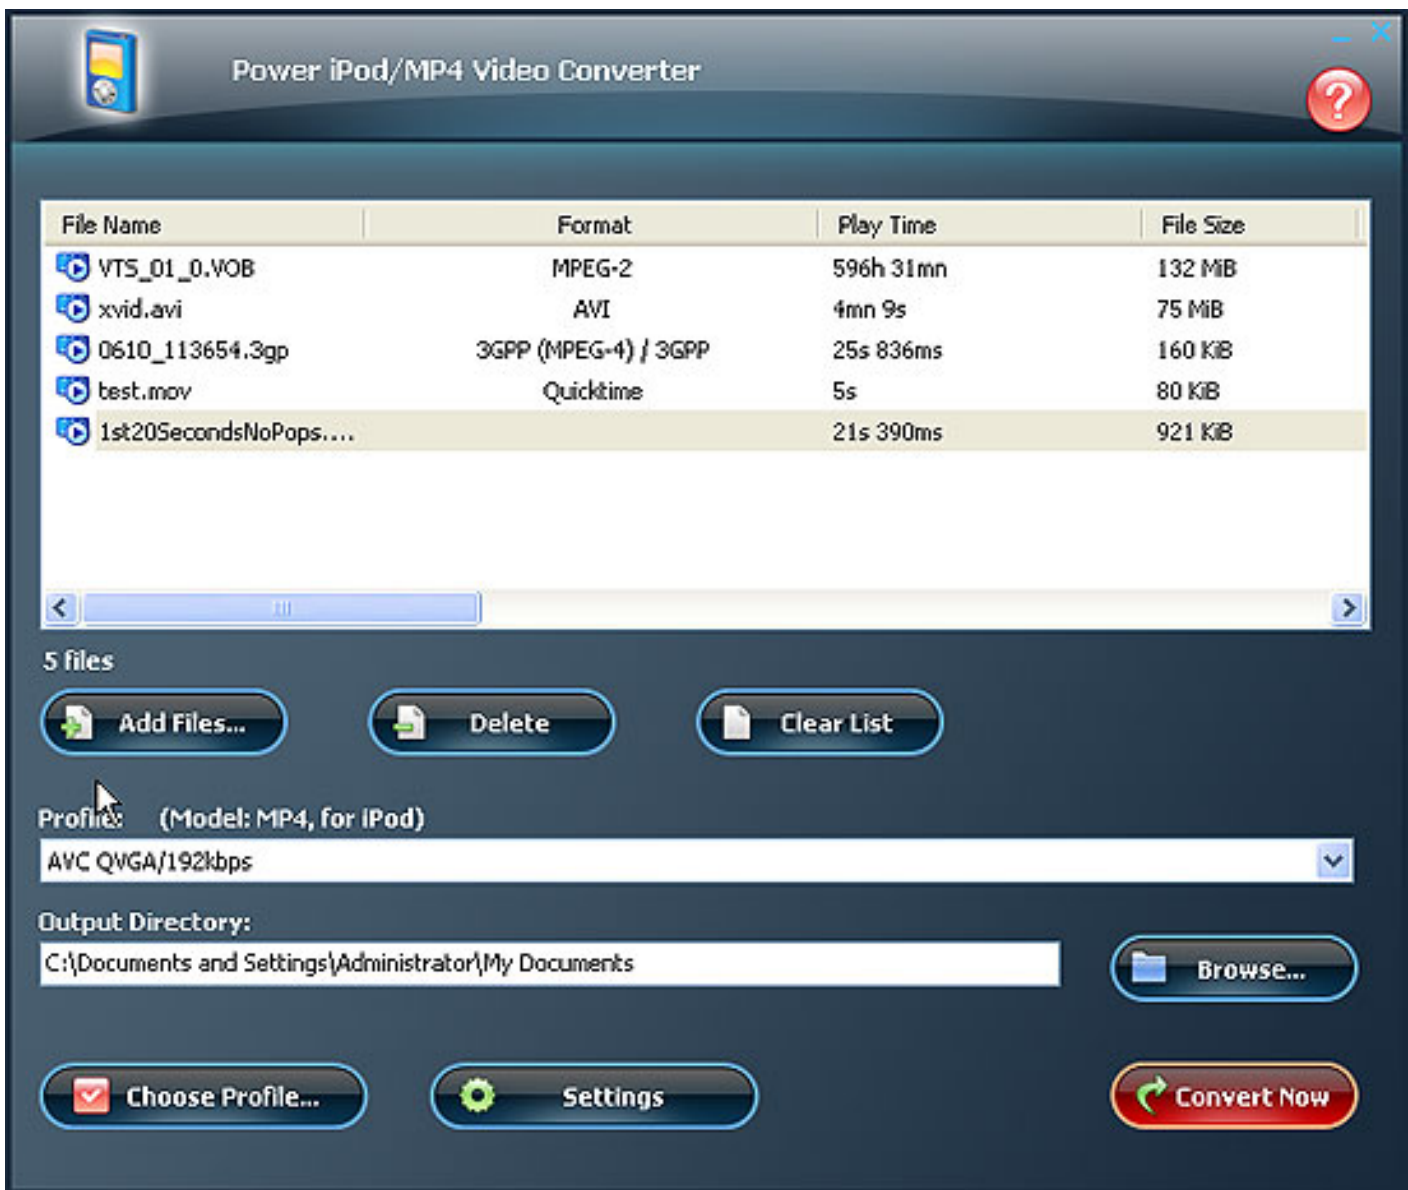 Power iPod/MP4 Video Converter
?
File Name Format Play Time File Size
VTS_01_0.VOB MPEG-2 596h 31mn 132 MiB
xvid.avi AVI 4mn 9s 75 MiB
0610_113654.3gp 3GPP (MPEG-4) / 3GPP 25s 836ms 160 KiB
test.mov Quicktime 5s 80 KiB
1st20SecondsNoPops.... 21s 390ms 921 KiB
5 files
Add Files... Delete Clear List
Profile: (Model: MP4, for iPod)
AVC QVGA/192kbps
Output Directory:
C:\Documents and Settings\Administrator\My Documents
Browse...
Choose Profile... Settings Convert Now